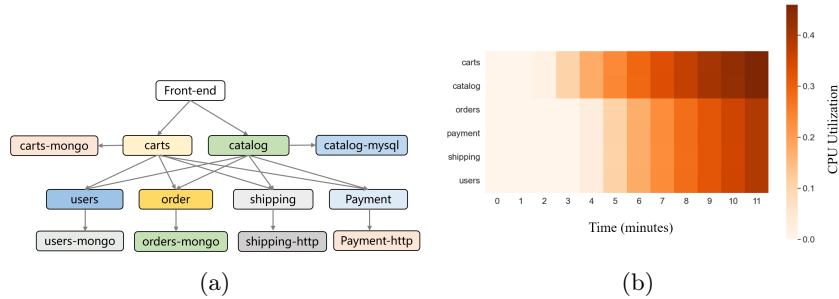 Front-end
carts-mongo
carts
catalog
catalog-mysql
users
order
shipping
Payment
users-mongo
orders-mongo
shipping-http
Payment-http
(a)
carts
catalog
orders
payment
shipping
users
0 1 2 3 4 5 6 7 8 9 10 11
Time (minutes)
0.4
0.3
0.2
0.1
0.0
CPU Utilization
(b)